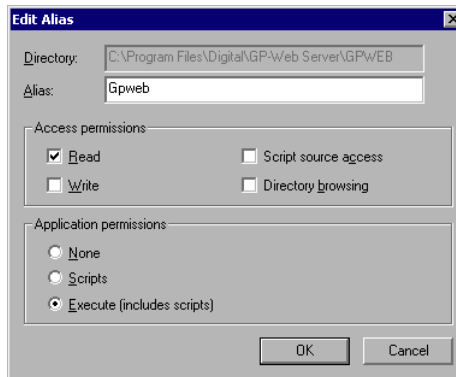 Edit Alias
Directory: C:\Program Files\Digital\GP-Web Server\GPWEB
Alias: Gpweb
Access permissions
Read Script source access
Write Directory browsing
Application permissions
None
Scripts
Execute (includes scripts)
OK Cancel